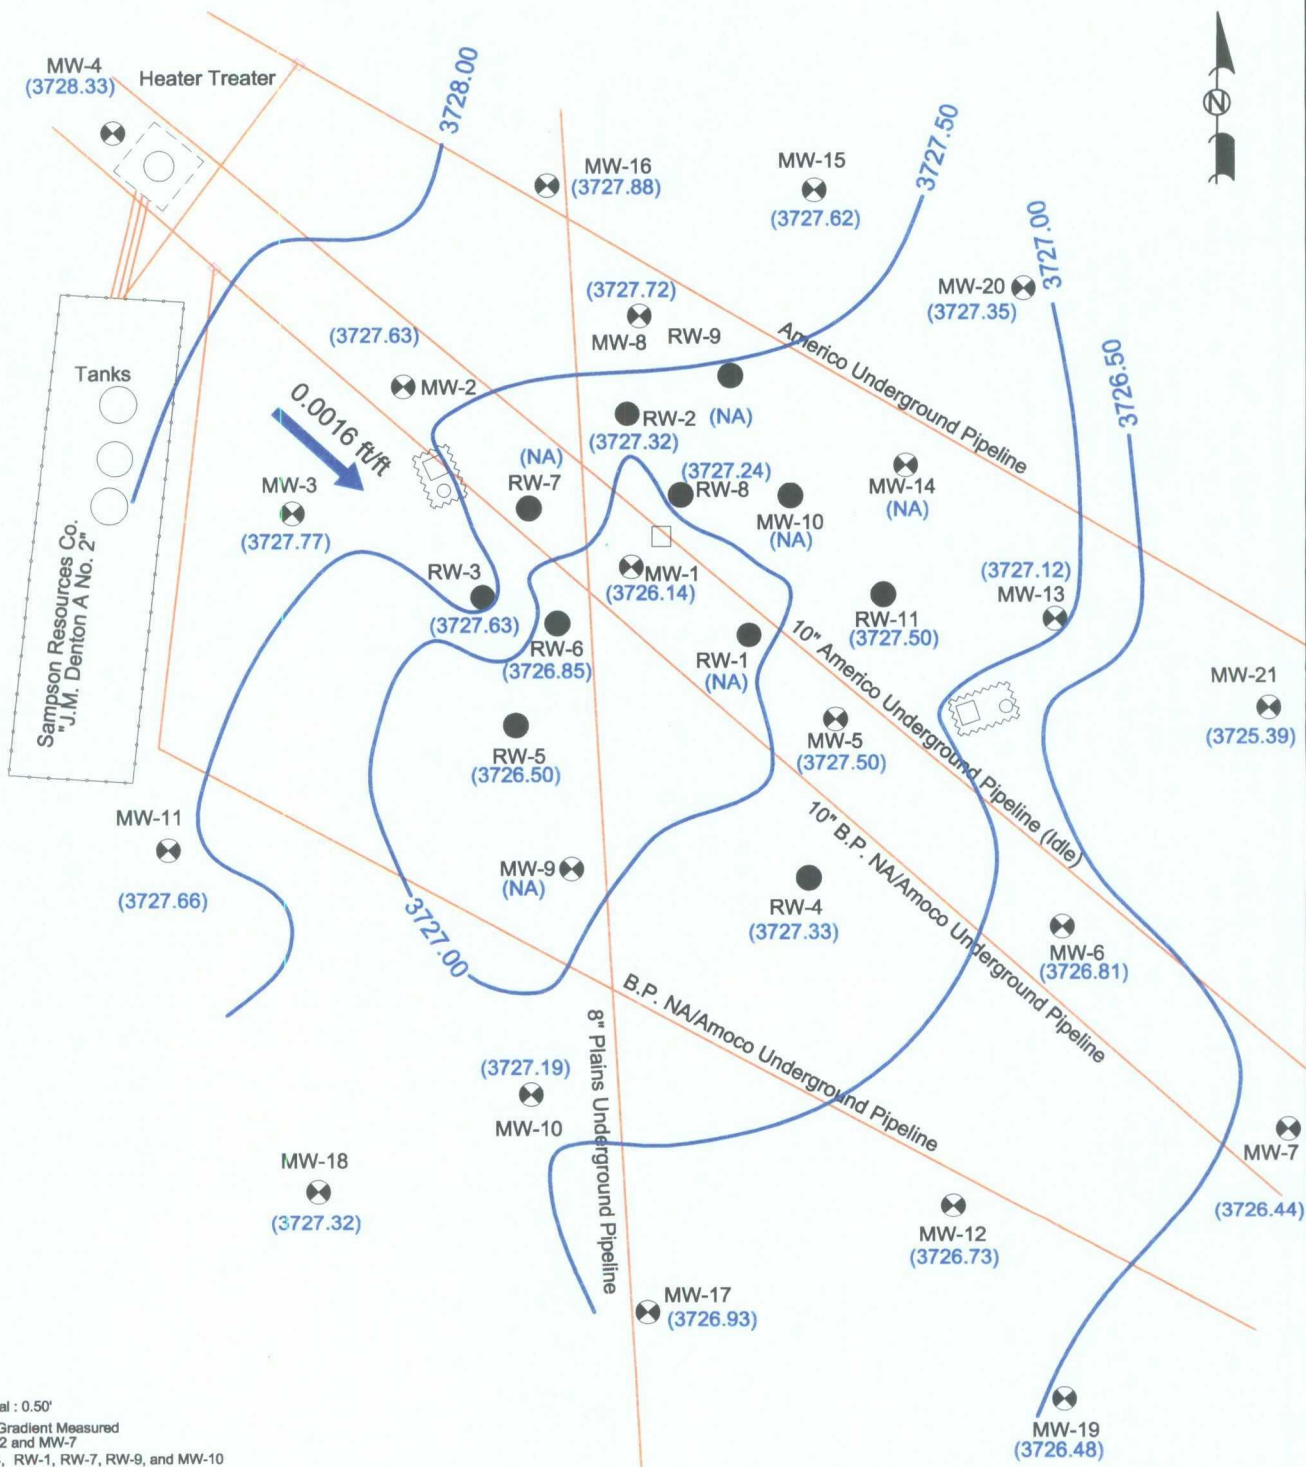 MW-4
(3728.33)
Heater Treater
3728.00
MW-16
(3727.88)
MW-15
(3727.62)
3727.50
N
MW-20
(3727.35)
3727.00
3726.50
(3727.72)
MW-8
RW-9
(NA)
Americo Underground Pipeline
(3727.63)
MW-2
Tanks
0.0016 ft/ft
RW-2
(3727.32)
(NA)
RW-7
(3727.24)
RW-8
MW-10
(NA)
MW-14
(NA)
MW-3
(3727.77)
Sampson Resources Co.
"J.M. Denton A No. 2"
RW-3
(3727.63)
MW-1
(3726.14)
(3727.12)
MW-13
RW-6
(3726.85)
RW-1
(NA)
RW-11
(3727.50)
10" Americo Underground Pipeline (Idle)
MW-21
(3725.39)
RW-5
(3726.50)
MW-5
(3727.50)
10" B.P. NA/Amoco Underground Pipeline
MW-11
(3727.66)
MW-9
(NA)
3727.00
RW-4
(3727.33)
MW-6
(3726.81)
B.P. NA/Amoco Underground Pipeline
8" Plains Underground Pipeline
(3727.19)
MW-10
MW-7
(3726.44)
MW-18
(3727.32)
MW-12
(3726.73)
MW-17
(3726.93)
MW-19
(3726.48)
al : 0.50'
Gradient Measured
2 and MW-7
, RW-1, RW-7, RW-9, and MW-10